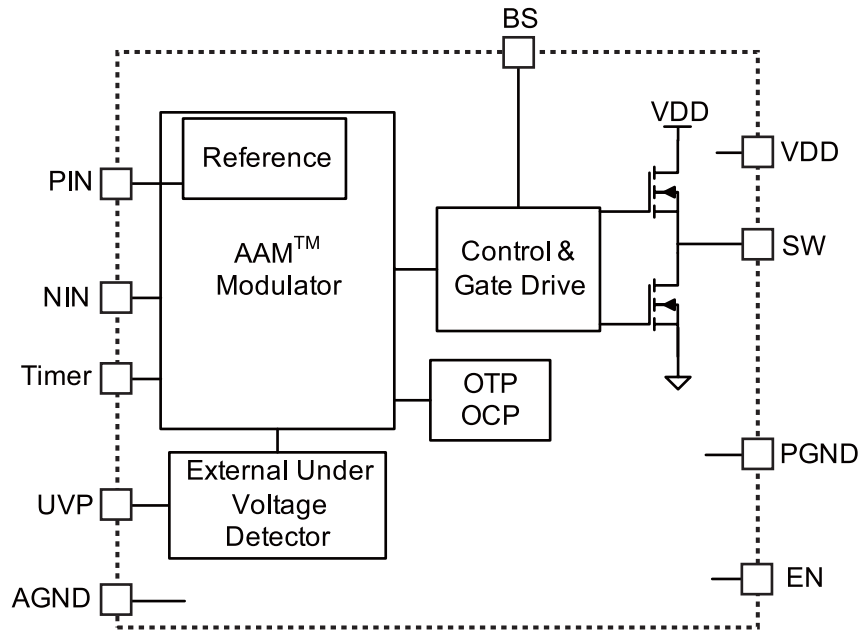 BS
VDD
Reference
VDD
PIN
AAM™
Modulator
Control &
Gate Drive
SW
NIN
Timer
OTP
OCP
PGND
External Under
Voltage
Detector
UVP
EN
AGND